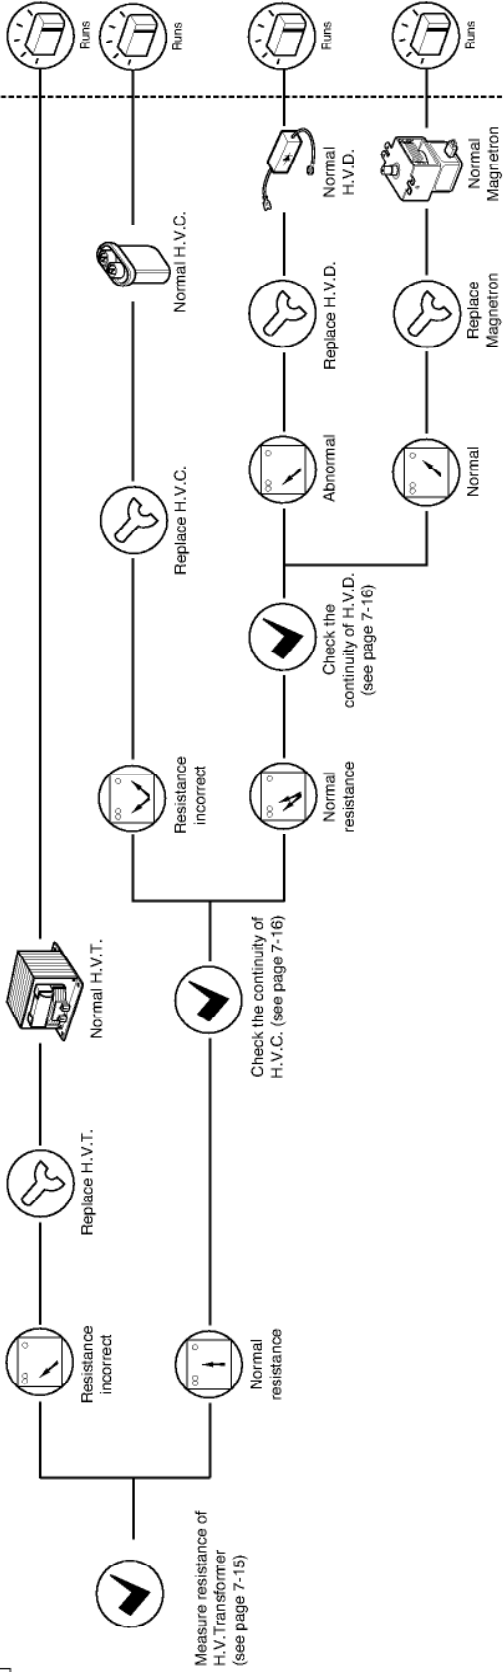 Measure resistance of
H.V.Transformer
(see page 7-15)
Resistance
incorrect
Replace H.V.T.
Normal H.V.T.
Runs
Normal
resistance
Check the continuity of
H.V.C. (see page 7-16)
Resistance
incorrect
Replace H.V.C.
Normal H.V.C.
Runs
Normal
resistance
Check the
continuity of H.V.D.
(see page 7-16)
Abnormal
Replace H.V.D.
Normal
H.V.D.
Runs
Normal
Replace
Magnetron
Normal
Magnetron
Runs